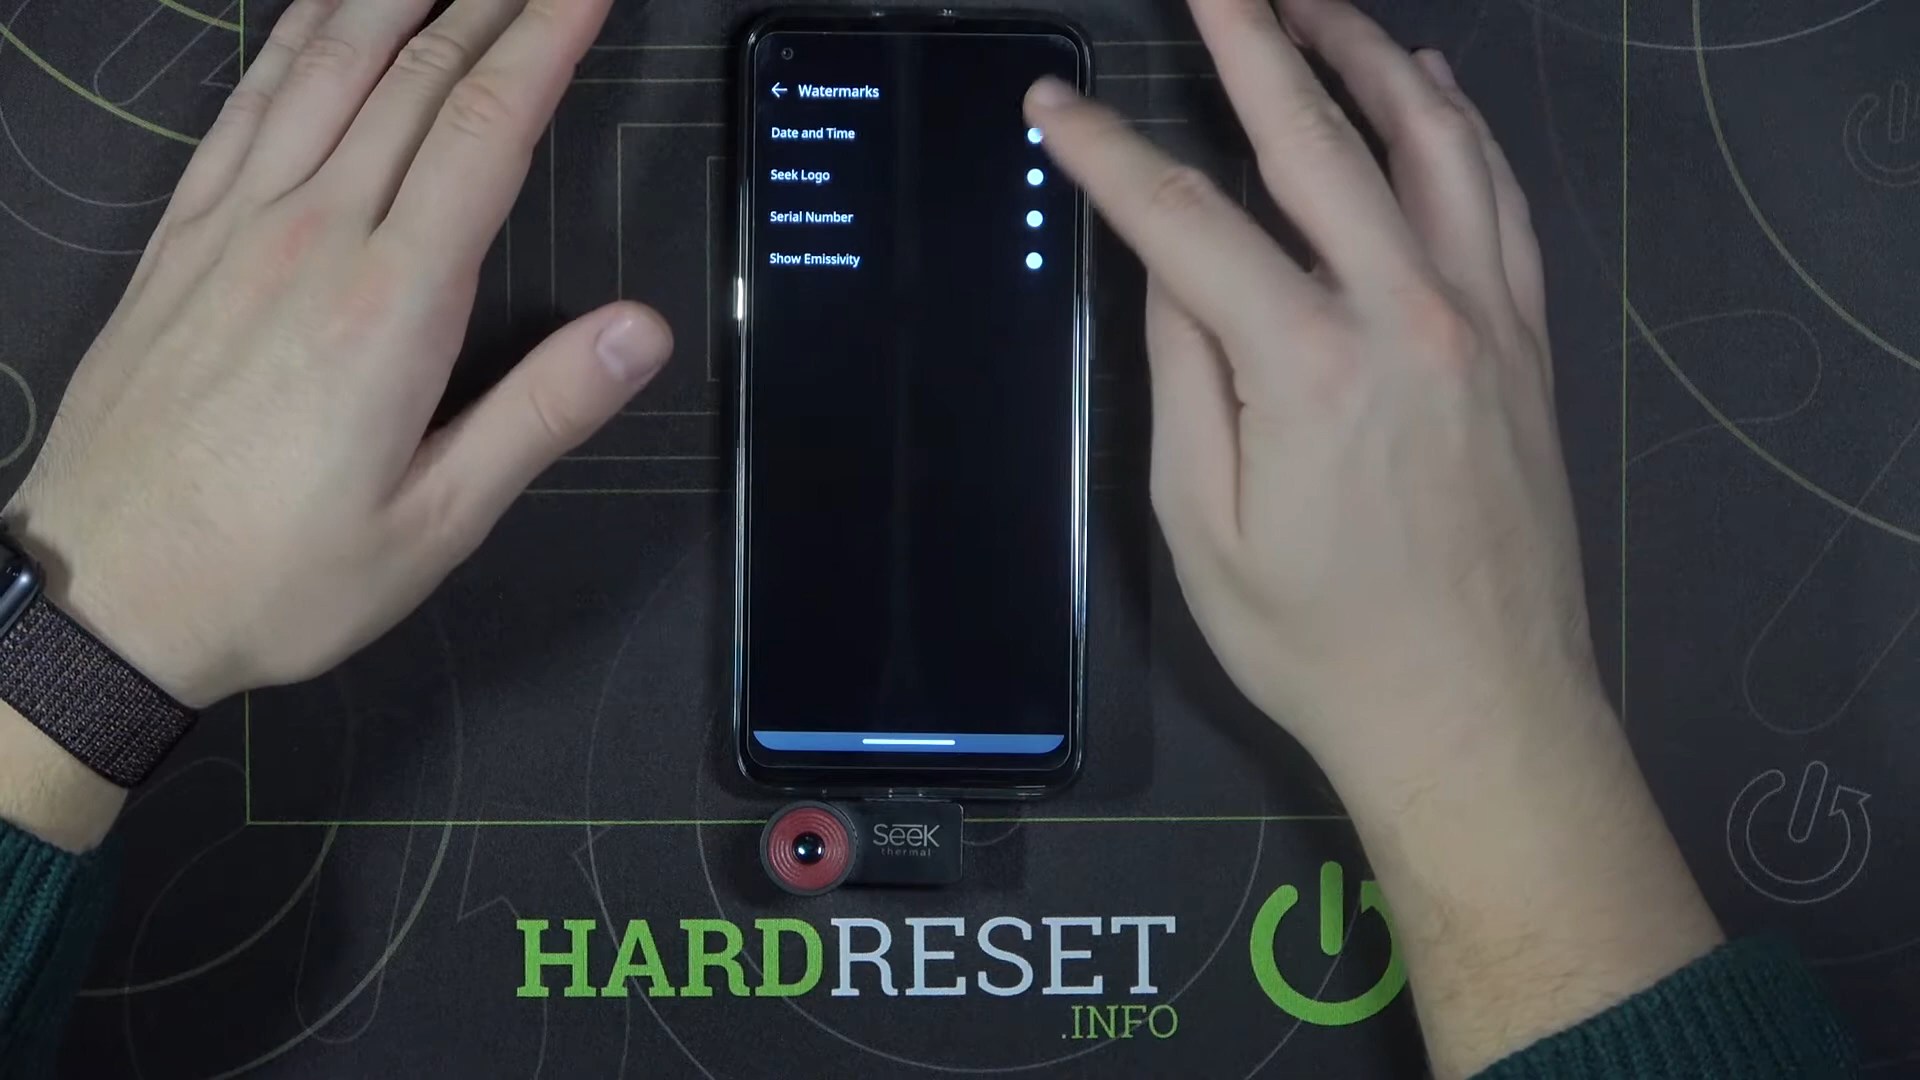 Watermarks
Date and Time
Seek Logo
Serial Number
Show Emissivity
Seek
thermal
HARDRESET
.INFO